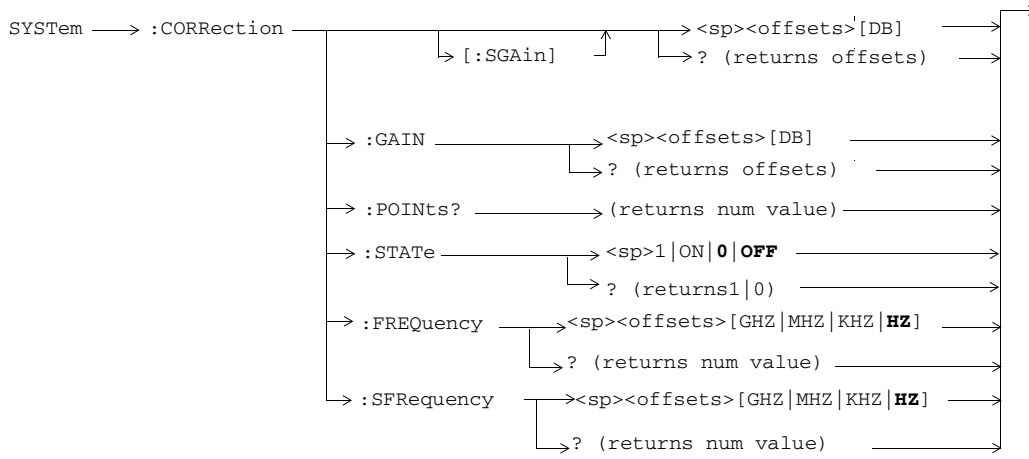 SYSTem :CORRection <sp><offsets>[DB]
[:SGAin] ? (returns offsets)
:GAIN <sp><offsets>[DB]
? (returns offsets)
:POINts? (returns num value)
:STATe <sp>1|ON|0|OFF
? (returns1|0)
:FREQuency <sp><offsets>[GHZ|MHZ|KHZ|HZ]
? (returns num value)
:SFRequency <sp><offsets>[GHZ|MHZ|KHZ|HZ]
? (returns num value)